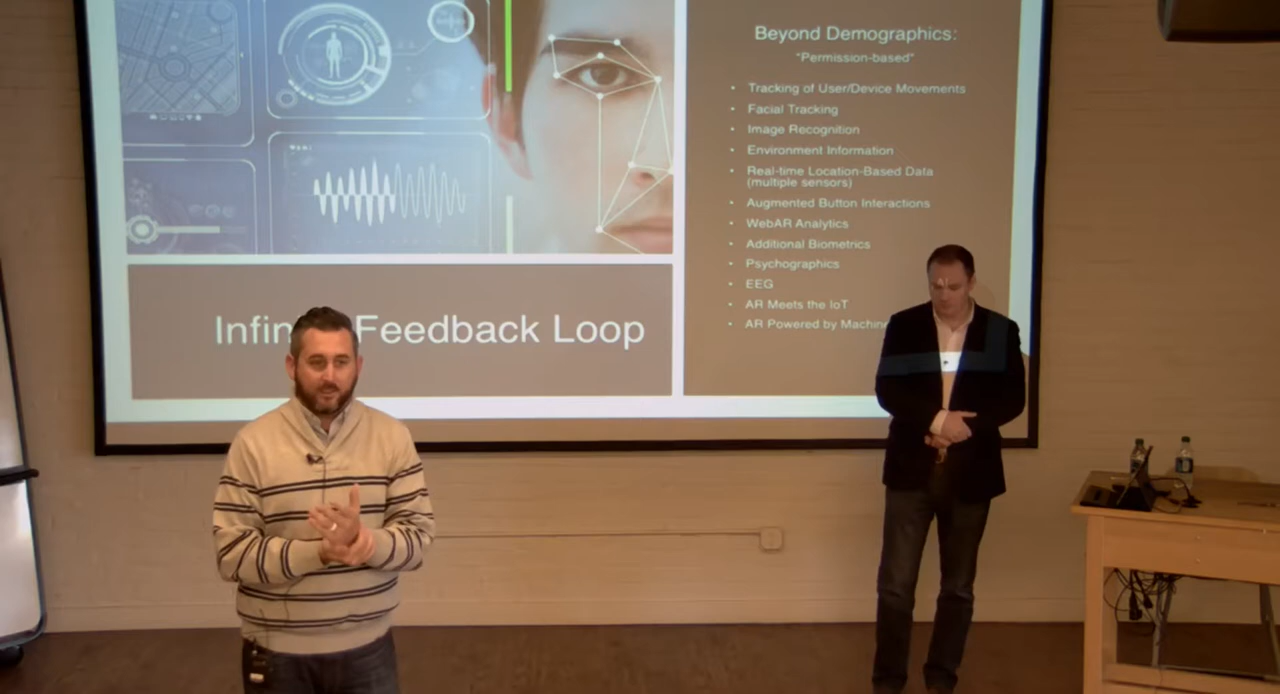 Beyond Demographics:
"Permission-based"
• Tracking of User/Device Movements
• Facial Tracking
• Image Recognition
• Environment Information
• Real-time Location-Based Data
(multiple sensors)
• Augmented Button Interactions
• WebAR Analytics
• Additional Biometrics
• Psychographics
• EEG
• AR Meets the IoT
• AR Powered by Machine
Infin Feedback Loop